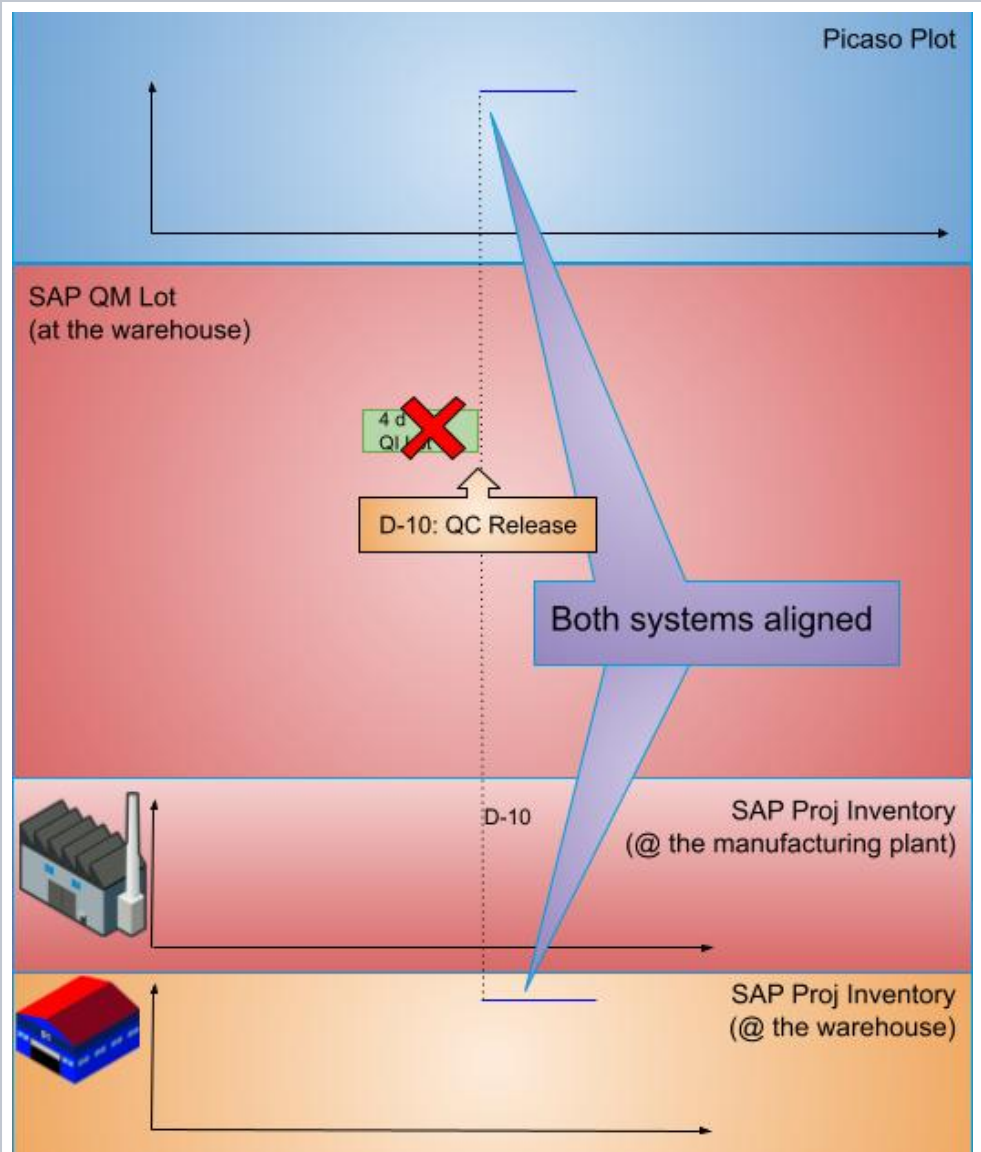 Picaso Plot
SAP QM Lot
(at the warehouse)
4 d
QI
D-10: QC Release
Both systems aligned
D-10
SAP Proj Inventory
(@ the manufacturing plant)
SAP Proj Inventory
(@ the warehouse)